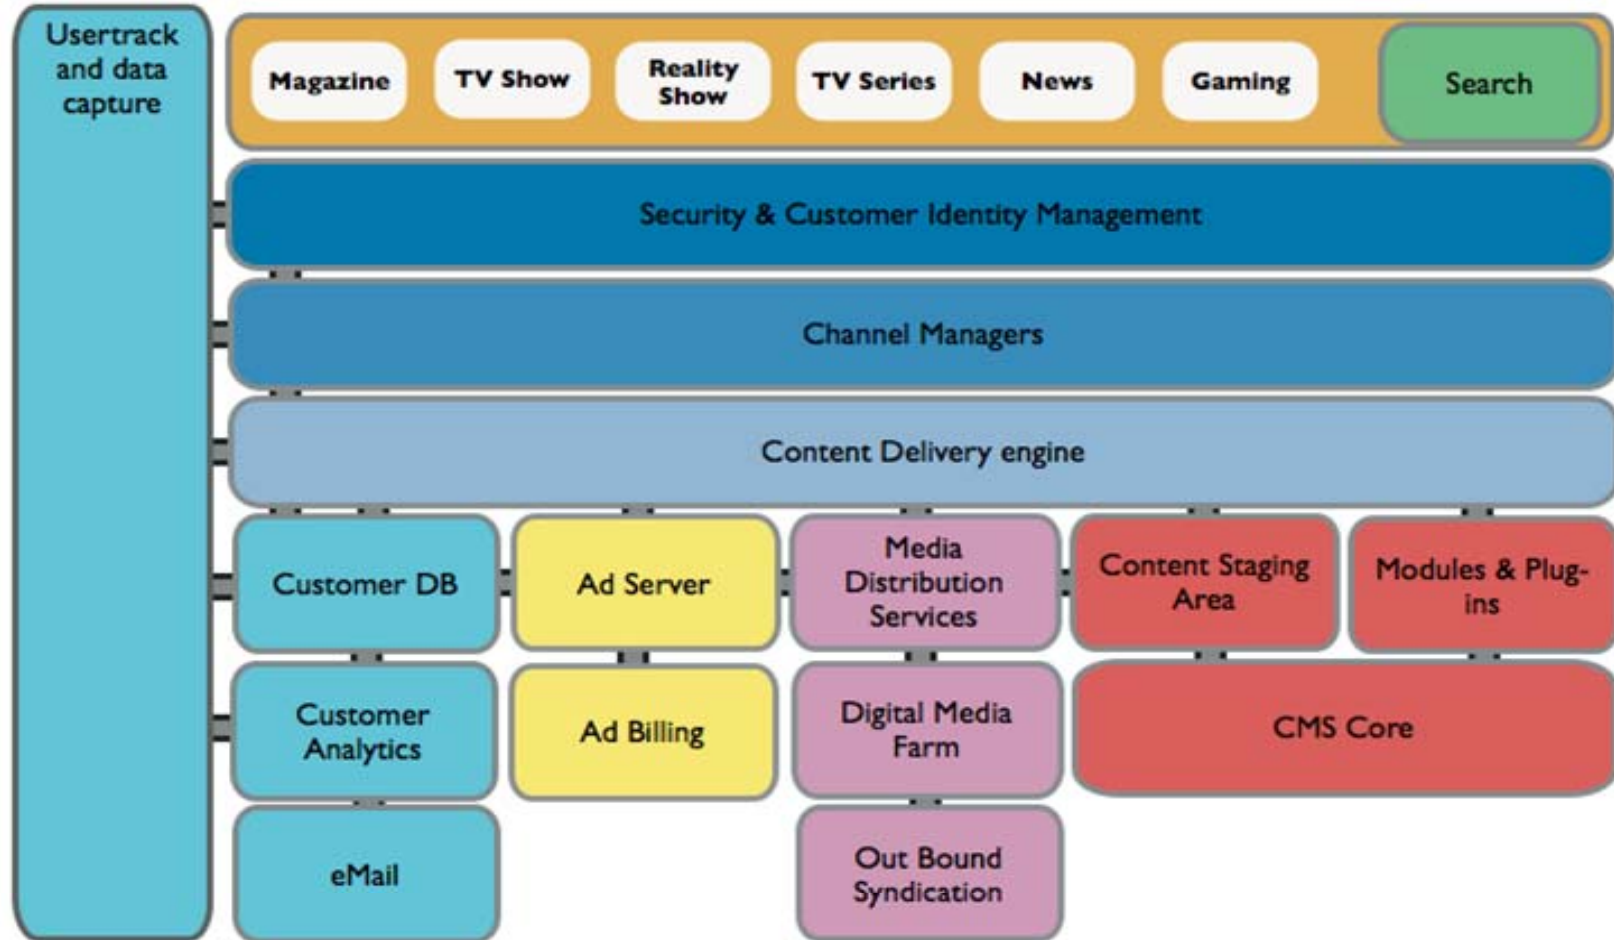 Usertrack
and data
capture
Magazine
TV Show
Reality
Show
TV Series
News
Gaming
Search
Security & Customer Identity Management
Channel Managers
Content Delivery engine
Customer DB
Ad Server
Media
Distribution
Services
Content Staging
Area
Modules & Plug-
ins
Customer
Analytics
Ad Billing
Digital Media
Farm
CMS Core
eMail
Out Bound
Syndication